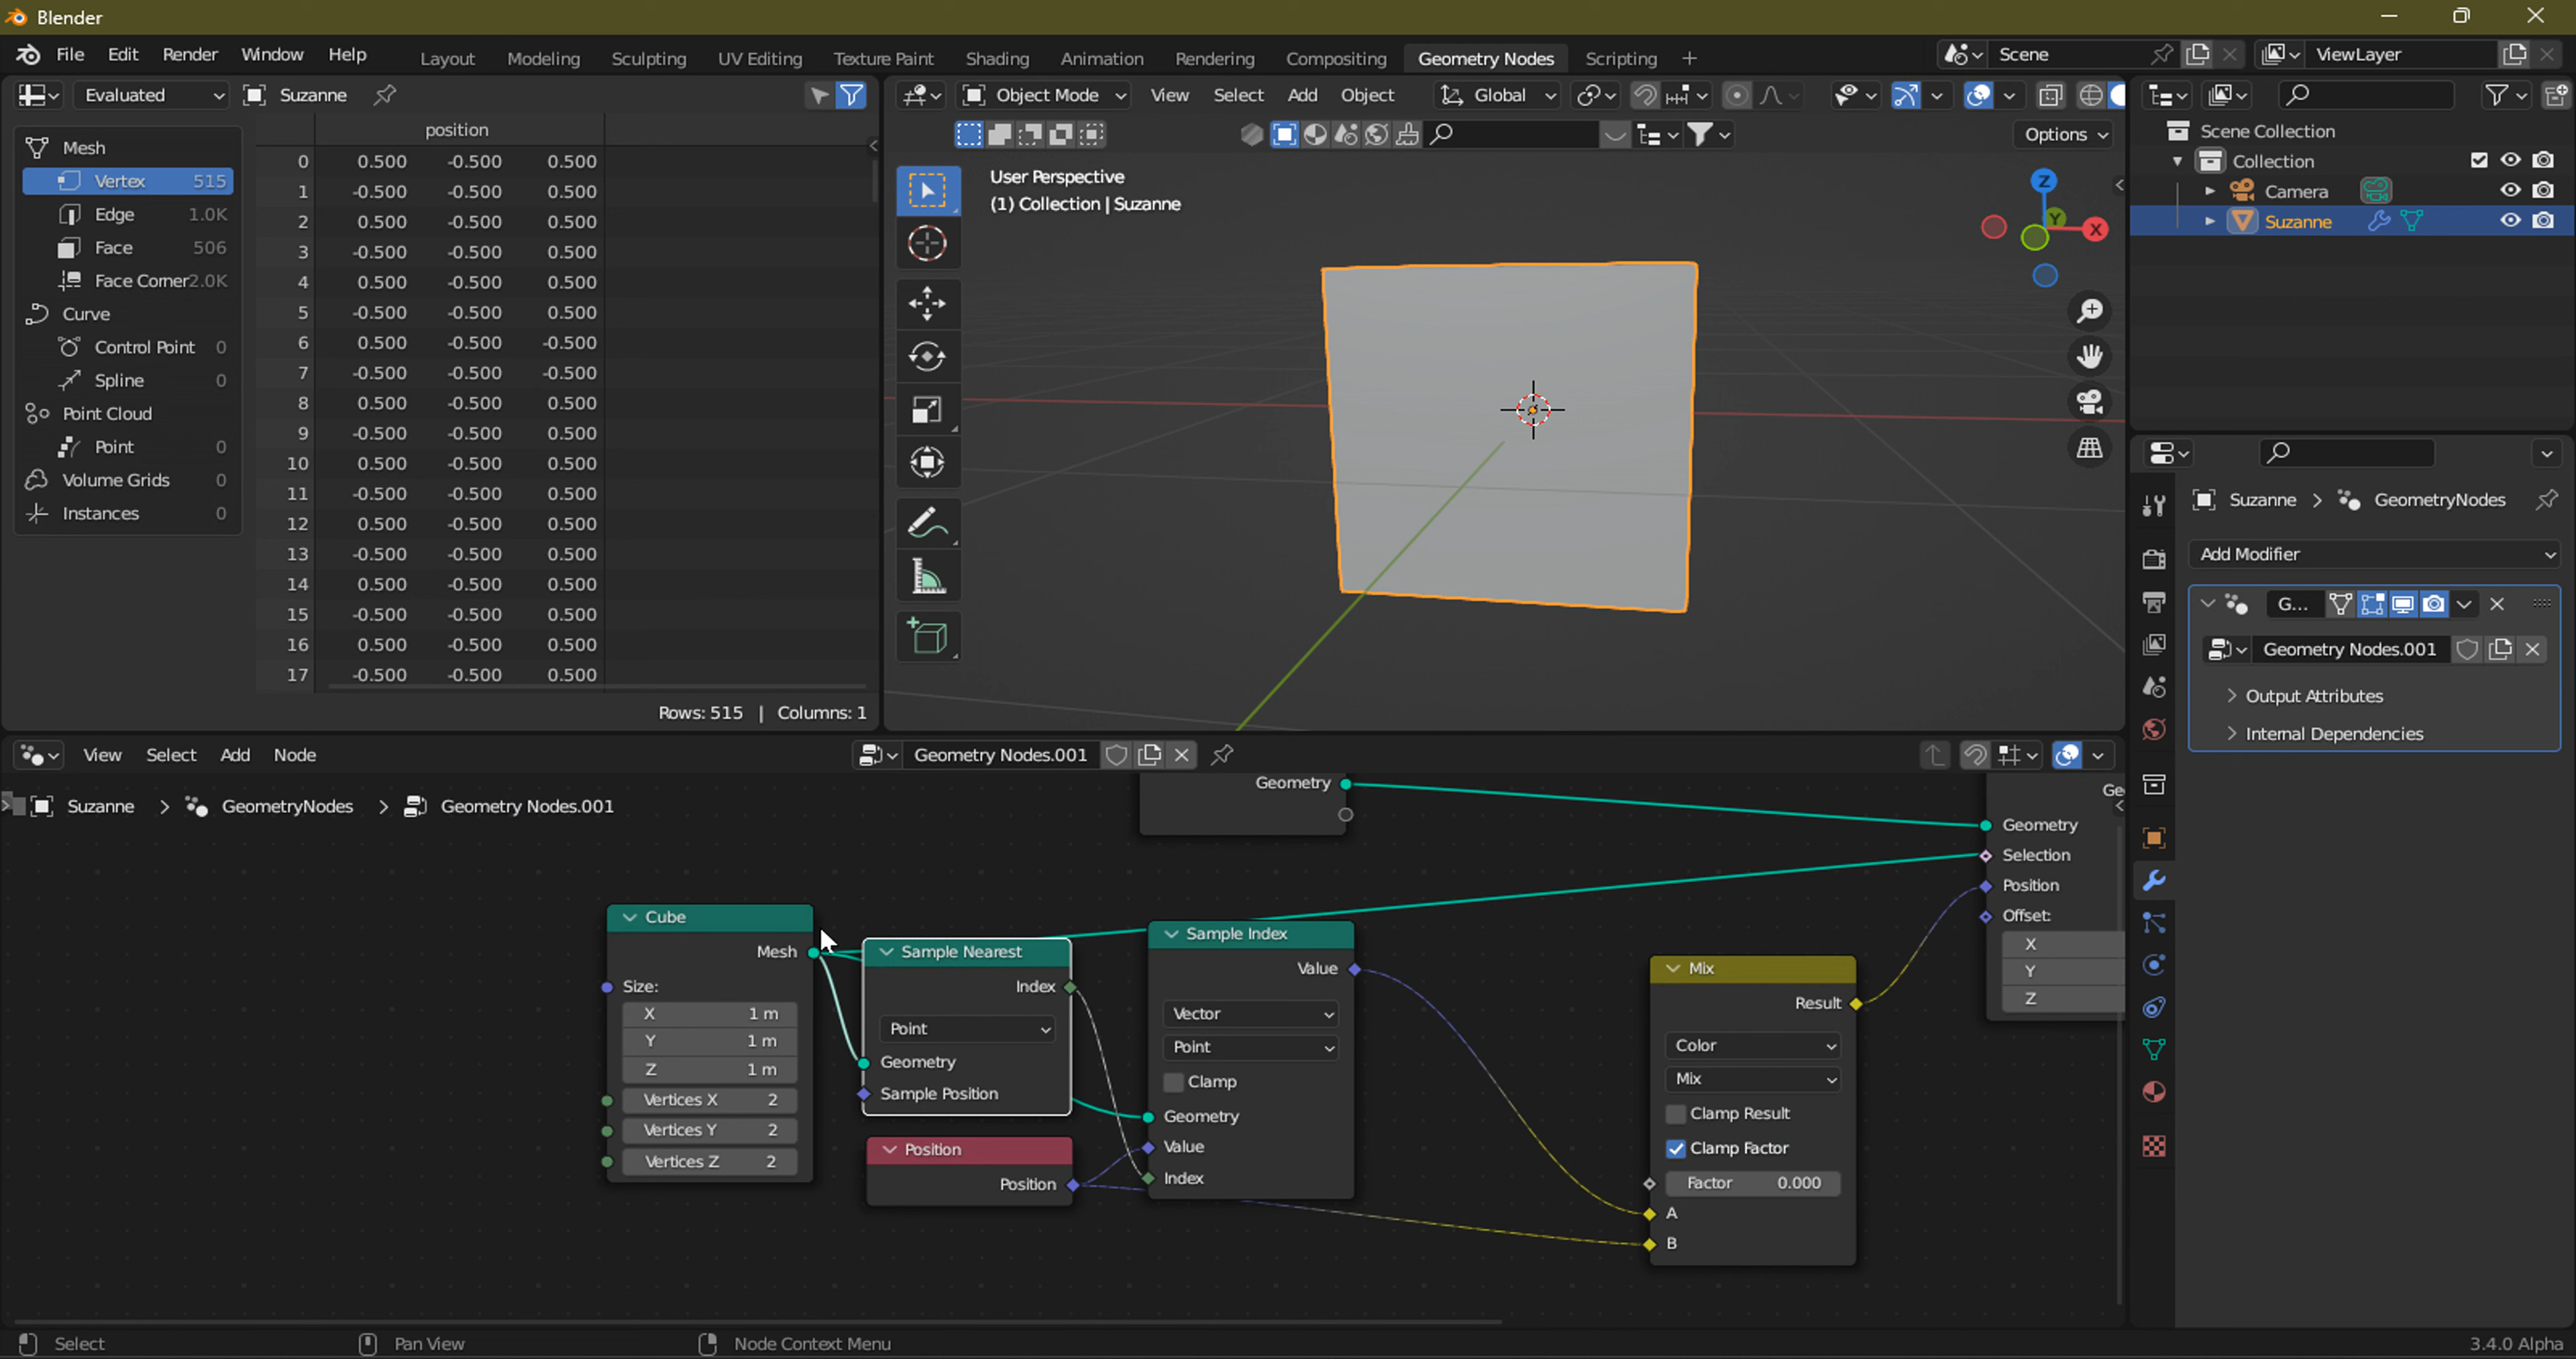 Blender
File Edit Render Window Help Layout Modeling Sculpting UV Editing Texture Paint Shading Animation Rendering Compositing Geometry Nodes Scripting + Scene ViewLayer
Evaluated Suzanne
position
Mesh
Vertex 515
Edge 1.0K
Face 506
Face Corner 2.0K
Curve
Control Point 0
Spline 0
Point Cloud
Point 0
Volume Grids 0
Instances 0
0 0.500 -0.500 0.500
1 -0.500 -0.500 0.500
2 0.500 -0.500 0.500
3 -0.500 -0.500 0.500
4 0.500 -0.500 0.500
5 -0.500 -0.500 0.500
6 0.500 -0.500 -0.500
7 -0.500 -0.500 -0.500
8 0.500 -0.500 0.500
9 -0.500 -0.500 0.500
10 0.500 -0.500 0.500
11 -0.500 -0.500 0.500
12 0.500 -0.500 0.500
13 -0.500 -0.500 0.500
14 0.500 -0.500 0.500
15 -0.500 -0.500 0.500
16 0.500 -0.500 0.500
17 -0.500 -0.500 0.500
Rows: 515 | Columns: 1
Object Mode View Select Add Object Global
Options
User Perspective
(1) Collection | Suzanne
Z
Y
X
Scene Collection
Collection
Camera
Suzanne
Suzanne > GeometryNodes
Add Modifier
G...
Geometry Nodes.001
Output Attributes
Internal Dependencies
View Select Add Node Geometry Nodes.001
Suzanne > GeometryNodes > Geometry Nodes.001
Geometry
Cube
Mesh
Size:
X 1 m
Y 1 m
Z 1 m
Vertices X 2
Vertices Y 2
Vertices Z 2
Sample Nearest
Index
Point
Geometry
Sample Position
Position
Position
Sample Index
Value
Vector
Point
Clamp
Geometry
Value
Index
Mix
Result
Color
Mix
Clamp Result
Clamp Factor
Factor 0.000
A
B
Ge
Geometry
Selection
Position
Offset:
X
Y
Z
Select Pan View Node Context Menu 3.4.0 Alpha